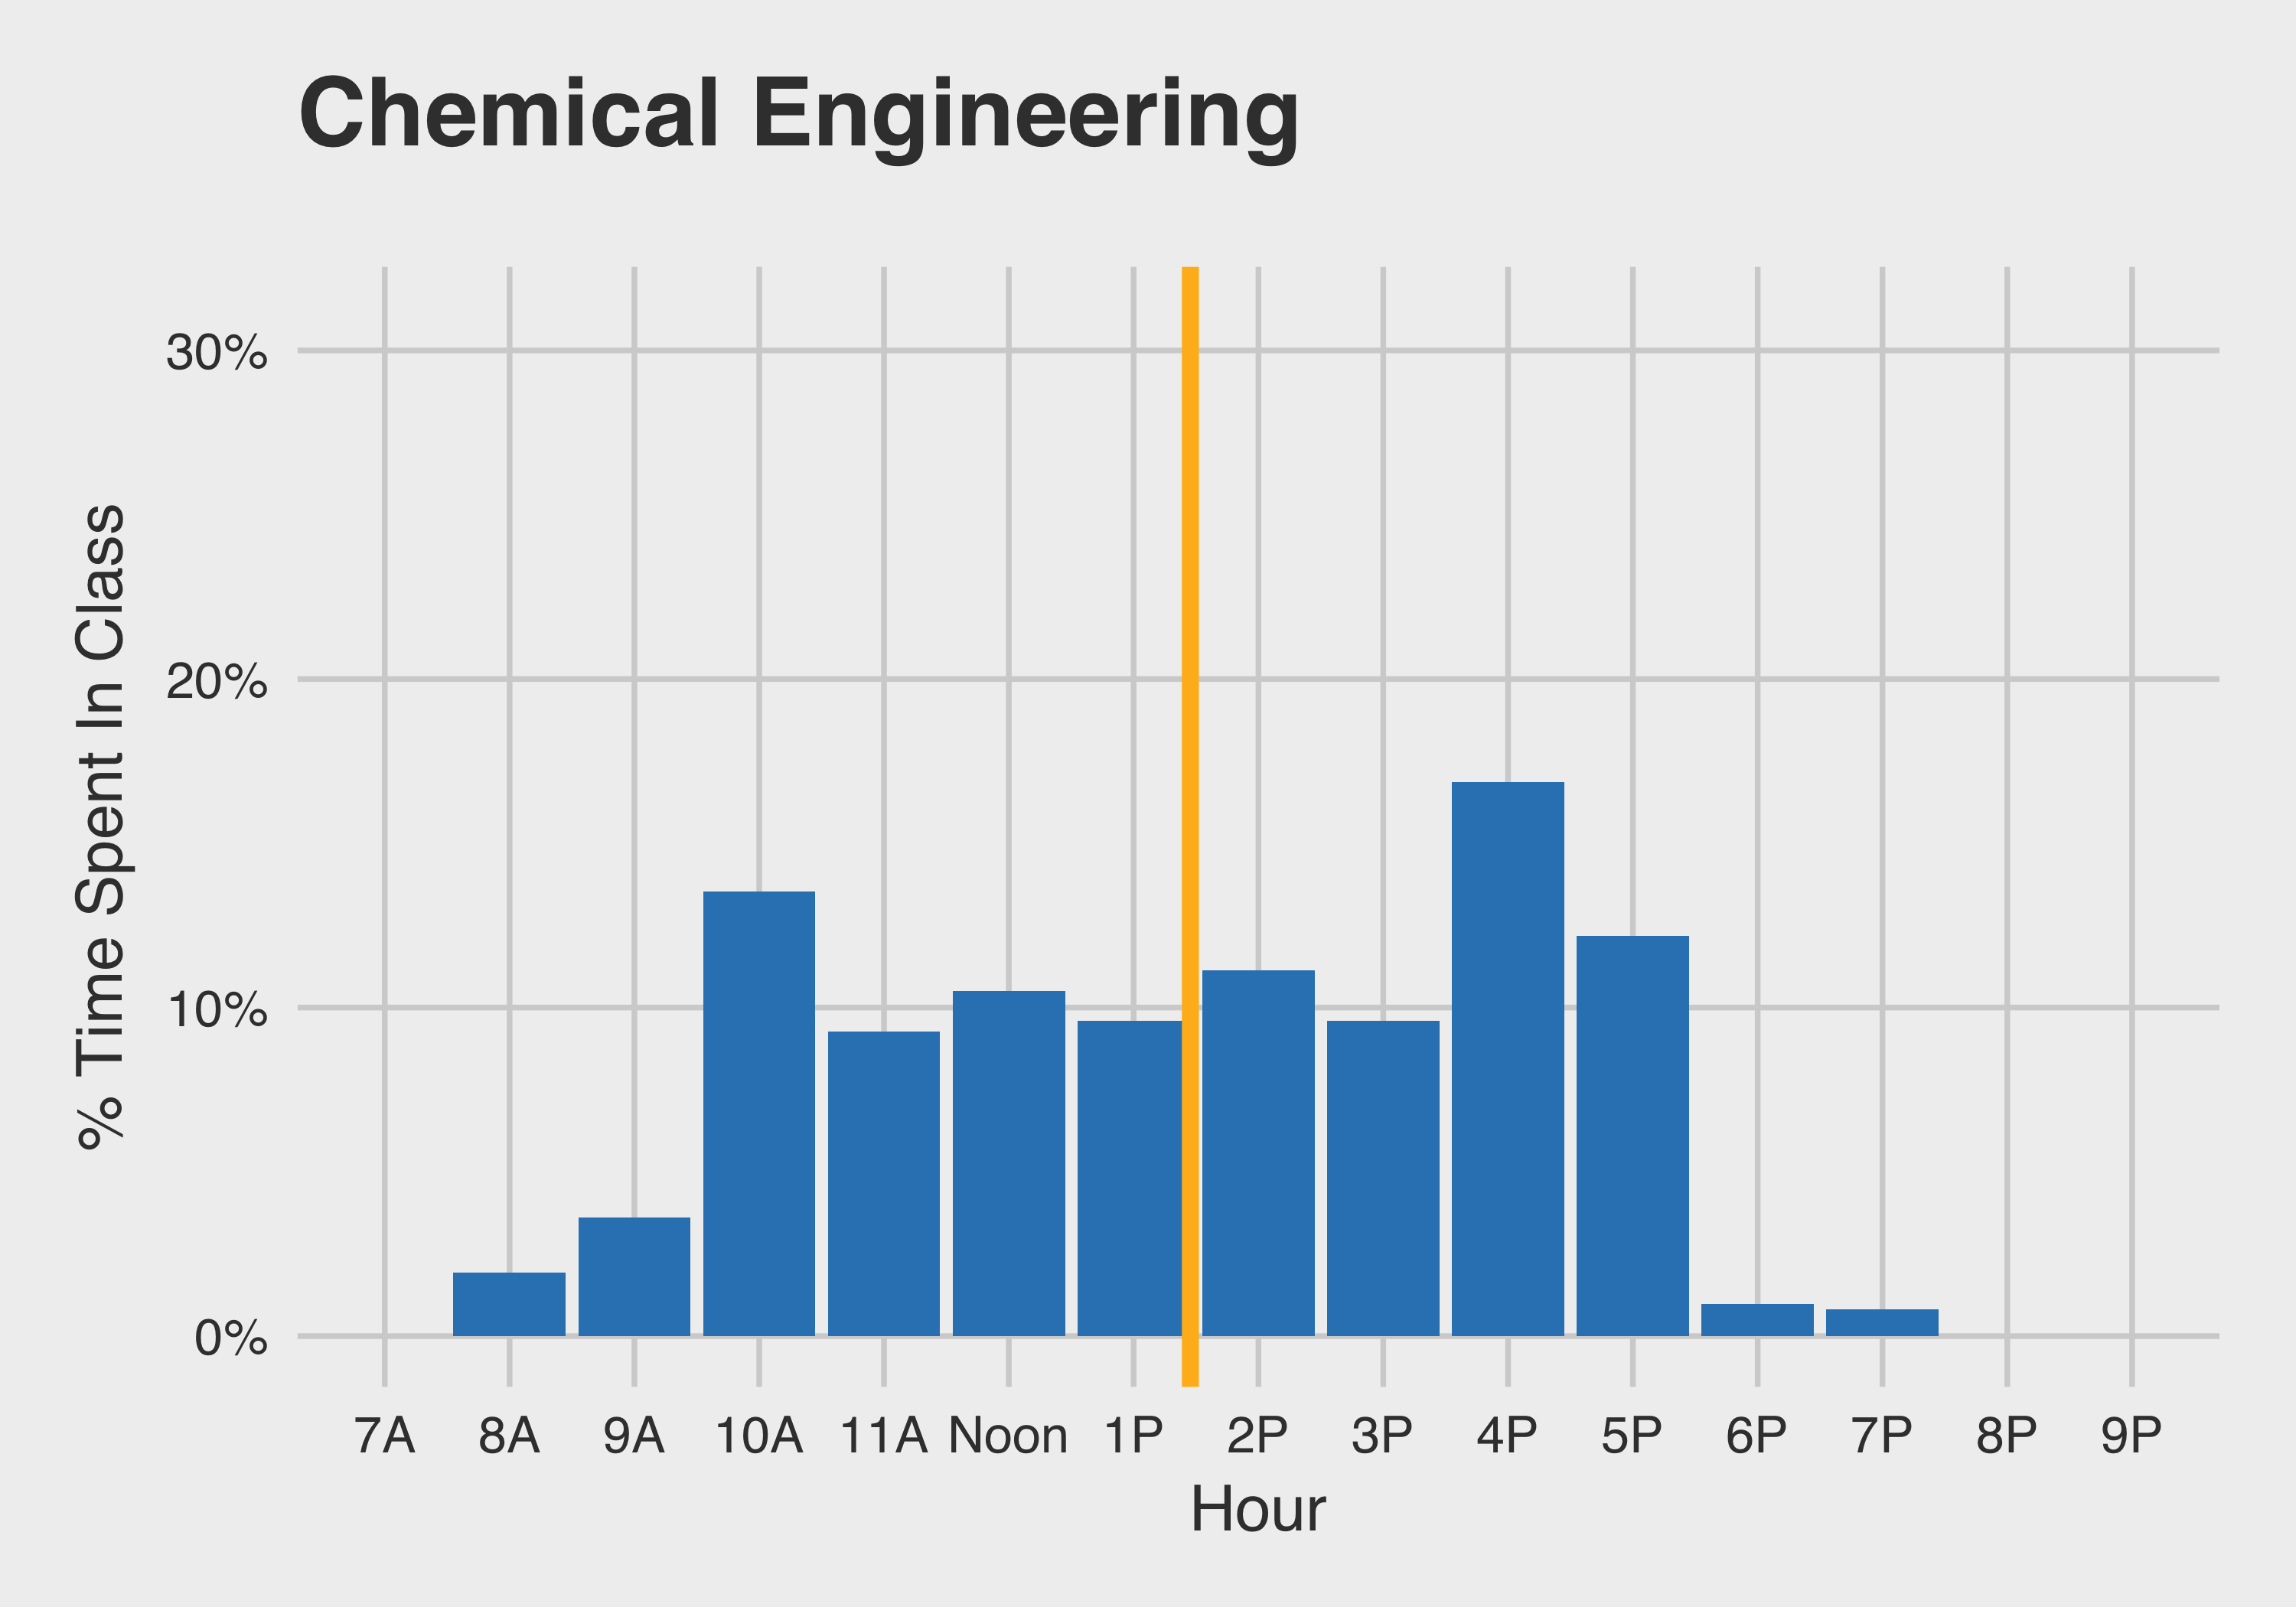 Chemical Engineering
% Time Spent In Class
30%
20%
10%
0%
7A 8A 9A 10A 11A Noon 1P 2P 3P 4P 5P 6P 7P 8P 9P
Hour